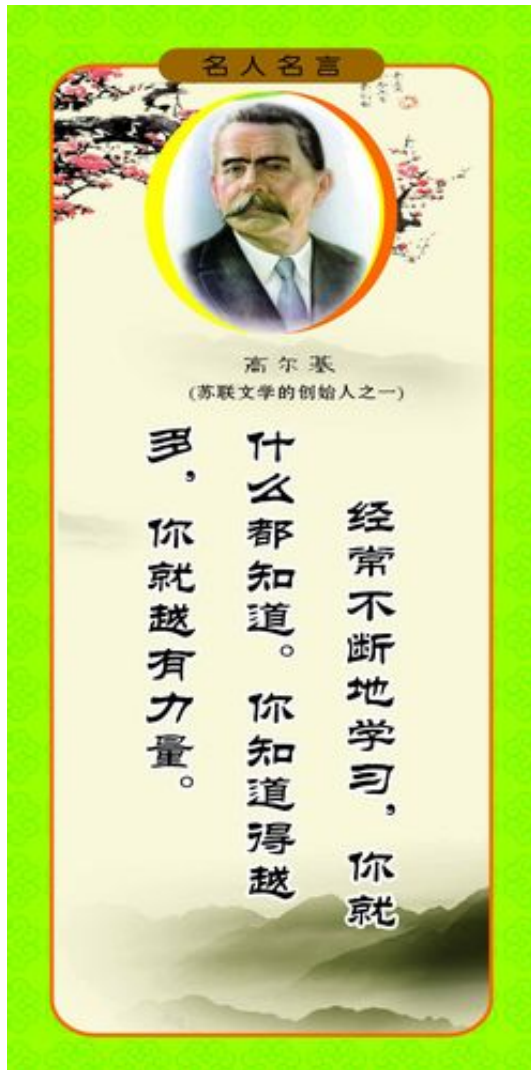 名人名言
高尔基
(苏联文学的创始人之一)
经常不断地学习，你就
什么都知道。你知道得越
多，你就越有力量。